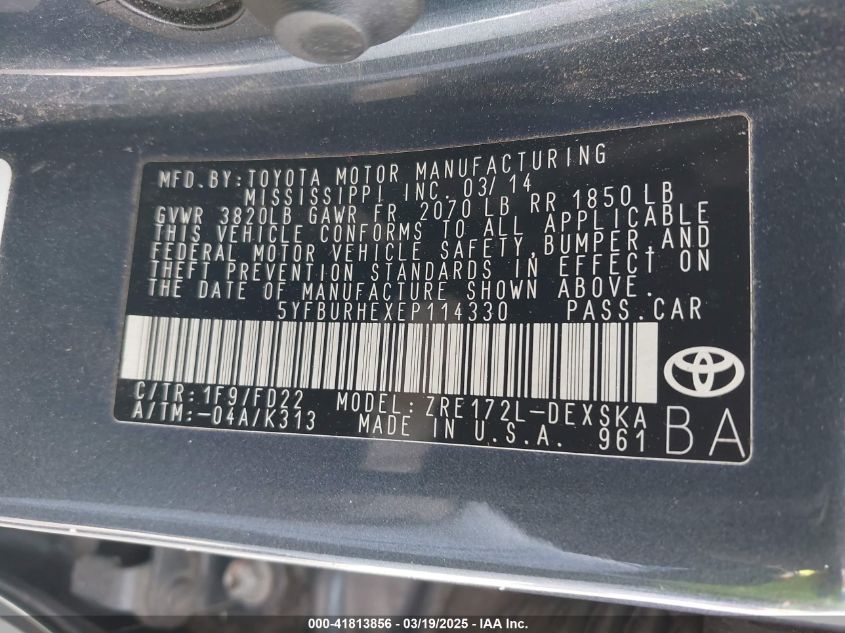 MFD.BY:TOYOTA MOTOR MANUFACTURING
MISSISSIPPI INC. 03/14
GVWR 3820LB GAWR FR 2070 LB RR 1850 LB
THIS VEHICLE CONFORMS TO ALL APPLICABLE
FEDERAL MOTOR VEHICLE SAFETY,BUMPER,AND
THEFT PREVENTION STANDARDS IN EFFECT ON
THE DATE OF MANUFACTURE SHOWN ABOVE.
5YFBURHEXEP114330 PASS.CAR
C/TR:1F9/FD22 MODEL:ZRE172L-DEXSKA
A/TM:-04A/K313 MADE IN U.S.A. 961
BA
000-41813856 / 03/19/2025 / IAA Inc.